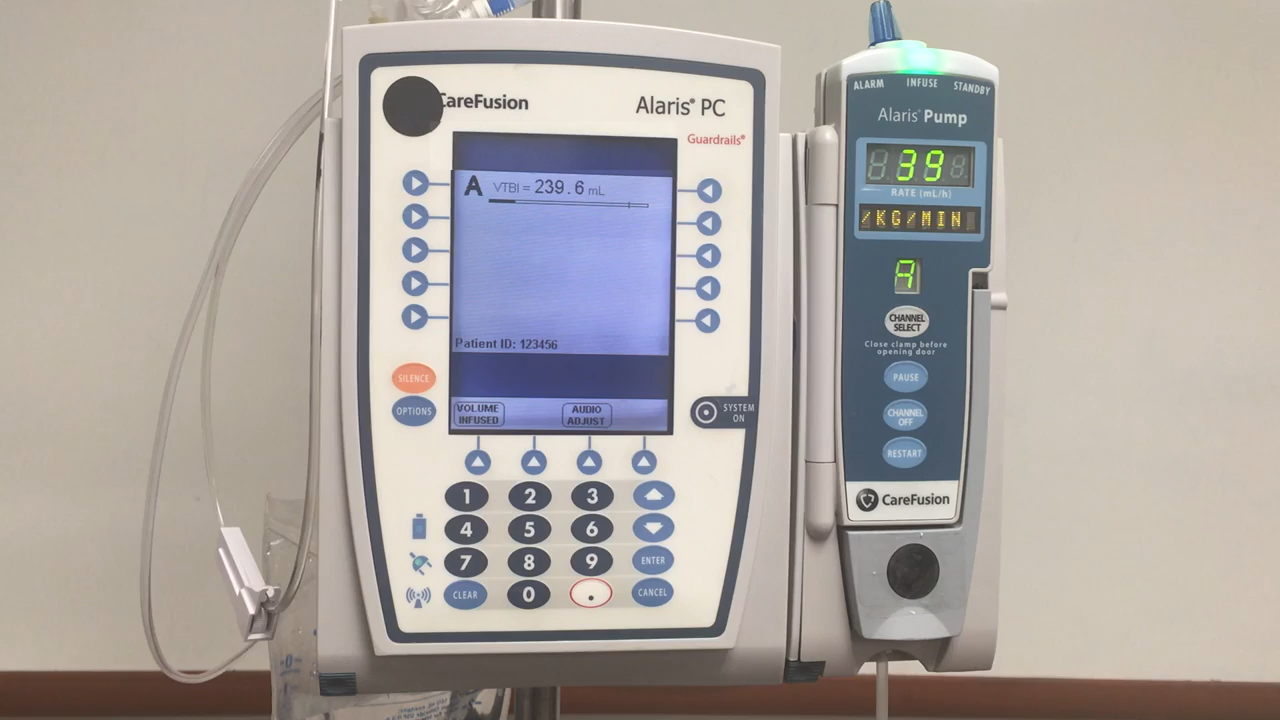 CareFusion
Alaris® PC
Guardrails®
A VTBI = 239.6 mL
Patient ID: 123456
VOLUME INFUSED
AUDIO ADJUST
SILENCE
OPTIONS
SYSTEM ON
1 2 3
4 5 6
7 8 9 ENTER
CLEAR 0 . CANCEL
ALARM INFUSE STANDBY
Alaris® Pump
39
RATE (mL/h)
/KG/MIN
A
CHANNEL SELECT
Close clamp before
opening door
PAUSE
CHANNEL OFF
RESTART
CareFusion